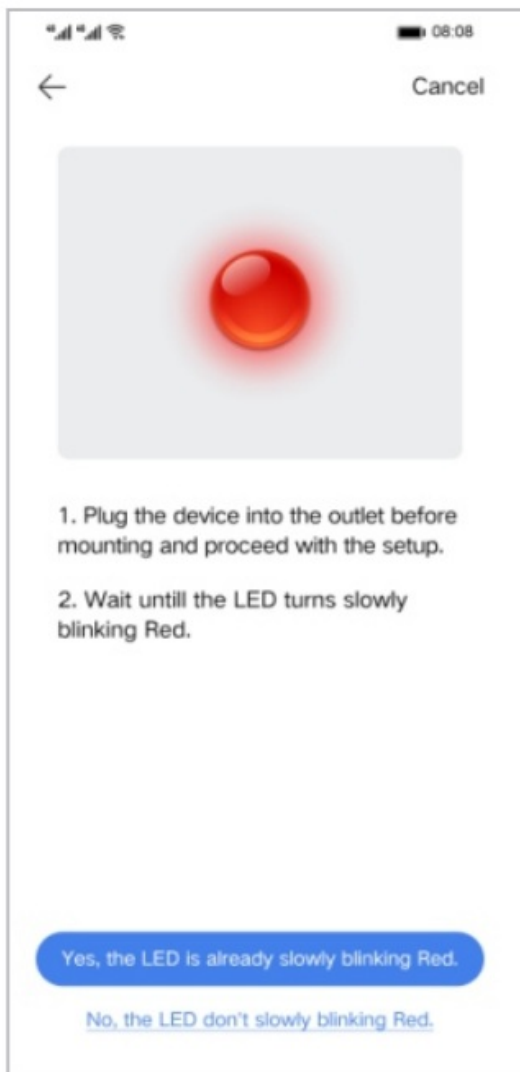 08:08
Cancel
1. Plug the device into the outlet before
mounting and proceed with the setup.
2. Wait untill the LED turns slowly
blinking Red.
Yes, the LED is already slowly blinking Red.
No, the LED don't slowly blinking Red.